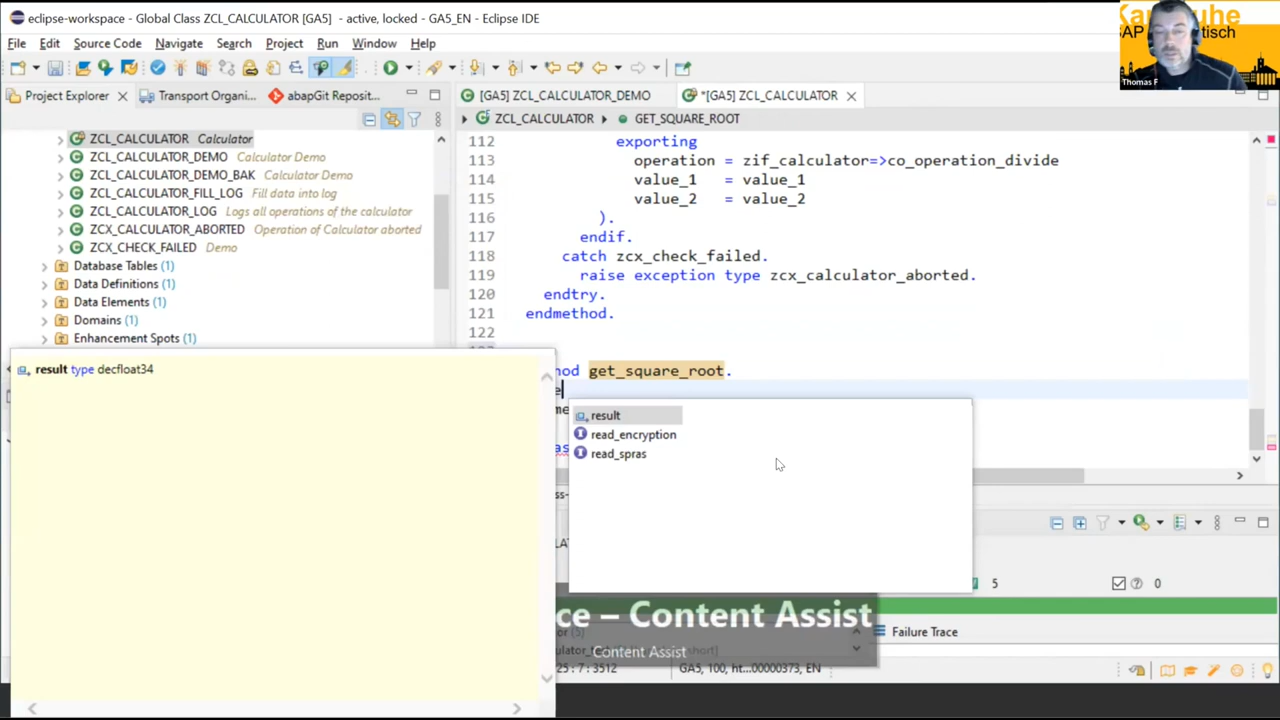 eclipse-workspace - Global Class ZCL_CALCULATOR [GA5]  - active, locked - GA5_EN - Eclipse IDE
File Edit Source Code Navigate Search Project Run Window Help
Karlsruhe
SAP
Thomas F
Project Explorer
Transport Organi...
abapGit Reposit...
[GA5] ZCL_CALCULATOR_DEMO
*[GA5] ZCL_CALCULATOR
ZCL_CALCULATOR
GET_SQUARE_ROOT
ZCL_CALCULATOR Calculator
ZCL_CALCULATOR_DEMO Calculator Demo
ZCL_CALCULATOR_DEMO_BAK Calculator Demo
ZCL_CALCULATOR_FILL_LOG Fill data into log
ZCL_CALCULATOR_LOG Logs all operations of the calculator
ZCX_CALCULATOR_ABORTED Operation of Calculator aborted
ZCX_CHECK_FAILED Demo
Database Tables (1)
Data Definitions (1)
Data Elements (1)
Domains (1)
Enhancement Spots (1)
112 exporting
113 operation = zif_calculator=>co_operation_divide
114 value_1 = value_1
115 value_2 = value_2
116 ).
117 endif.
118 catch zcx_check_failed.
119 raise exception type zcx_calculator_aborted.
120 endtry.
121 endmethod.
122
get_square_root.
result type decfloat34
result
read_encryption
read_spras
5
0
ce – Content Assist
Content Assist
Failure Trace
25 : 7 : 3512
GA5, 100, ht...00000373, EN